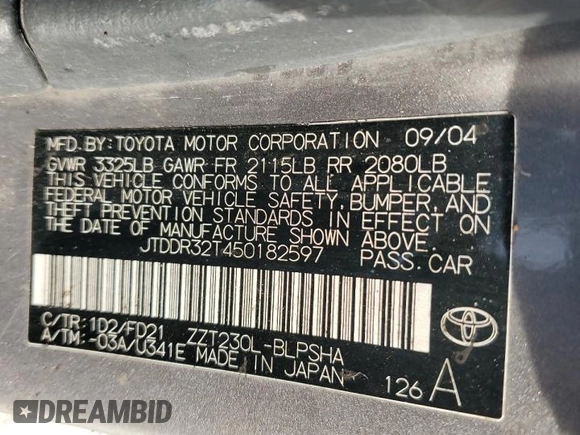 MFD. BY: TOYOTA MOTOR CORPORATION 09/04
GVWR 3325LB GAWR FR 2115LB RR 2080LB
THIS VEHICLE CONFORMS TO ALL APPLICABLE
FEDERAL MOTOR VEHICLE SAFETY, BUMPER, AND
THEFT PREVENTION STANDARDS IN EFFECT ON
THE DATE OF MANUFACTURE SHOWN ABOVE.
JTDDR32T450182597 PASS. CAR
C/TR: 1D2/FD21 ZZT230L-BLPSHA
A/TM: -03A/U341E MADE IN JAPAN
126 A
DREAMBID